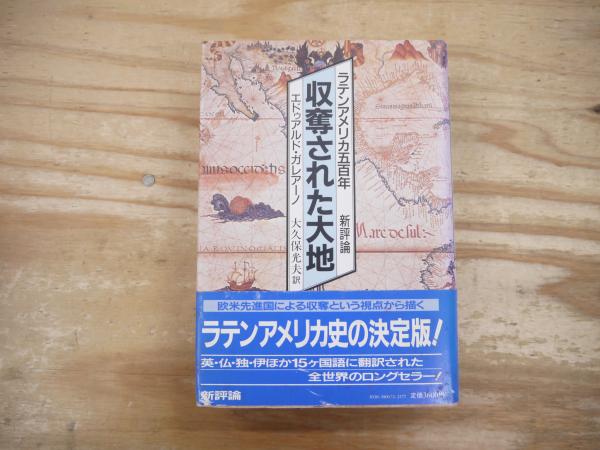 ラテンアメリカ五百年
収奪された大地
エドゥアルド・ガレアーノ
大久保光夫訳
新評論
Mar del Sul:
欧米先進国による収奪という視点から描く
ラテンアメリカ史の決定版!
英・仏・独・伊ほか15ヶ国語に翻訳された
全世界のロングセラー!
新評論